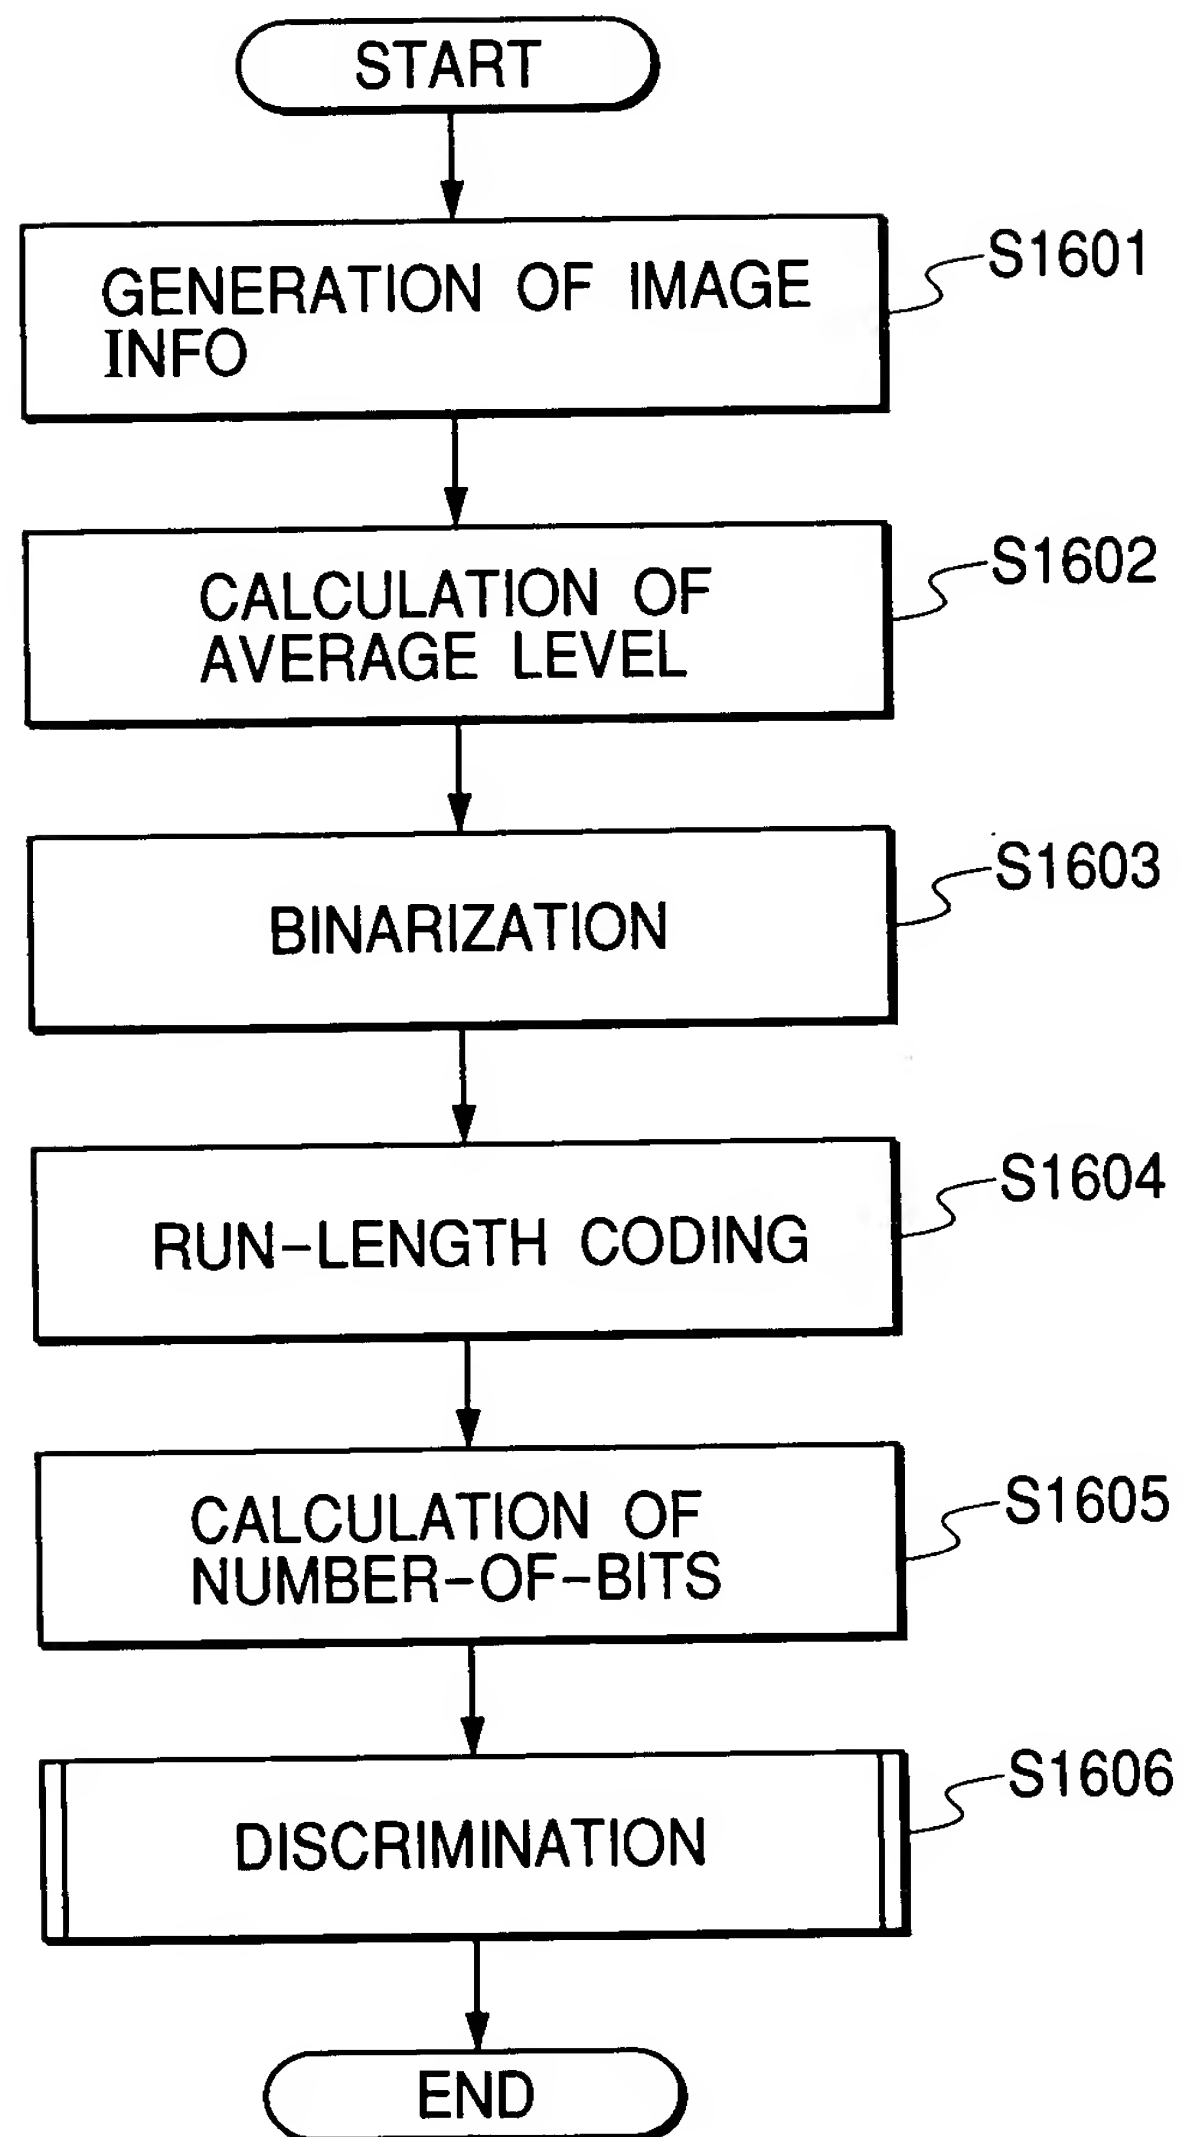 START
GENERATION OF IMAGE
INFO
S1601
CALCULATION OF
AVERAGE LEVEL
S1602
BINARIZATION
S1603
RUN-LENGTH CODING
S1604
CALCULATION OF
NUMBER-OF-BITS
S1605
DISCRIMINATION
S1606
END